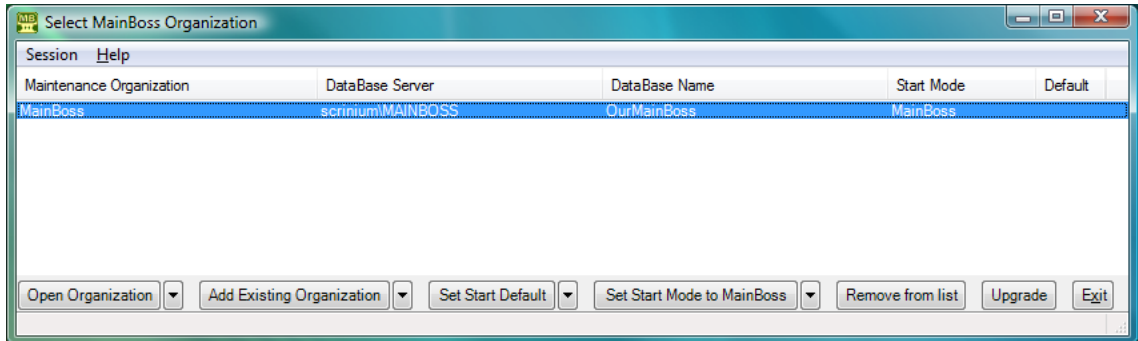 MB Select MainBoss Organization
Session Help
Maintenance Organization DataBase Server DataBase Name Start Mode Default
MainBoss scrinium\MAINBOSS OurMainBoss MainBoss
Open Organization Add Existing Organization Set Start Default Set Start Mode to MainBoss Remove from list Upgrade Exit